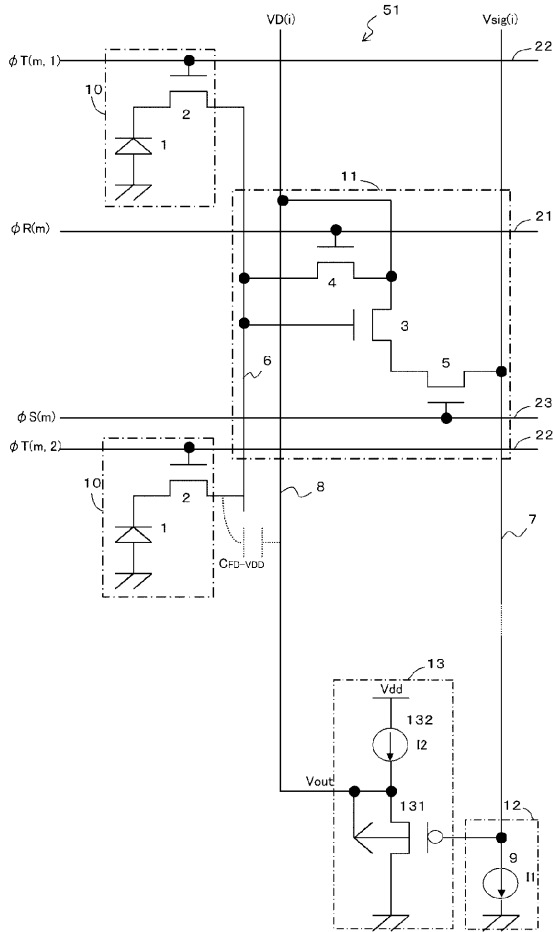 VD(i)
51
Vsig(i)
φT(m, 1)
22
10
2
1
11
φR(m)
21
4
3
5
6
φS(m)
23
φT(m, 2)
22
10
2
8
1
7
CFD-VDD
13
Vdd
132
I2
Vout
131
12
9
I1